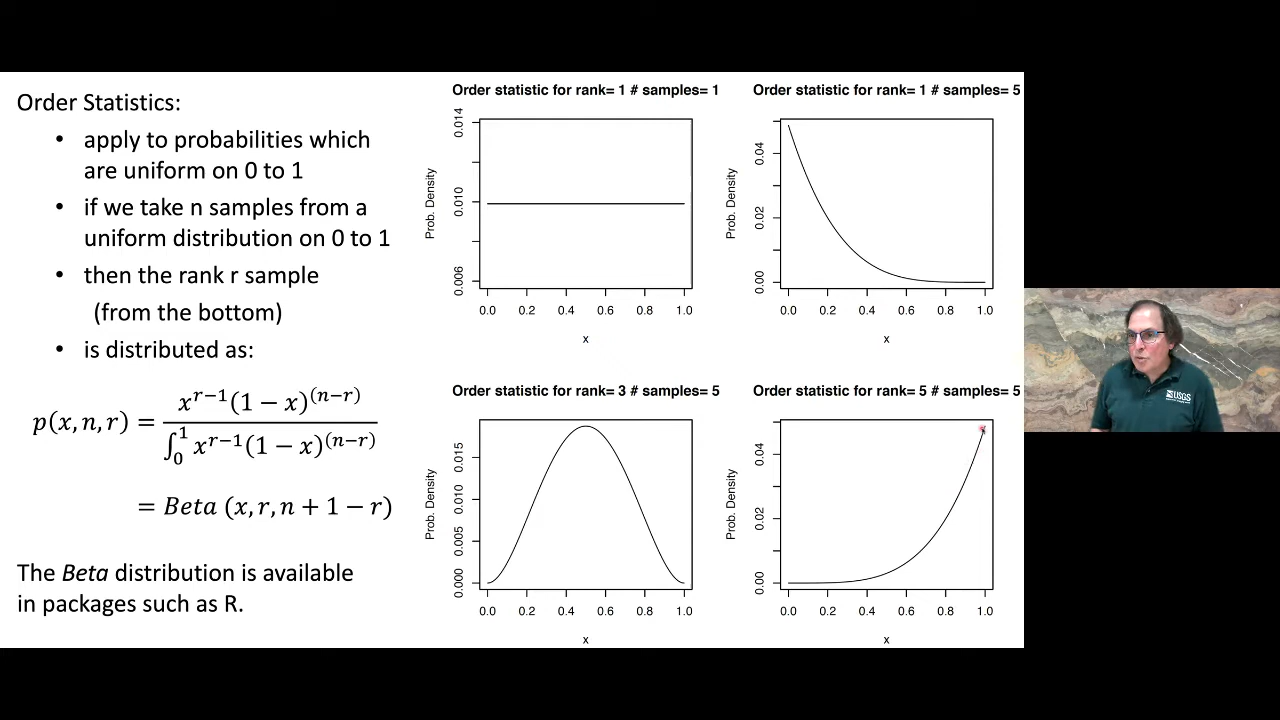 Order Statistics:
• apply to probabilities which
are uniform on 0 to 1
• if we take n samples from a
uniform distribution on 0 to 1
• then the rank r sample
(from the bottom)
• is distributed as:
p(x, n, r) = x^{r−1}(1 − x)^{(n−r)} / ∫_0^1 x^{r−1}(1 − x)^{(n−r)}
= Beta (x, r, n + 1 − r)
The Beta distribution is available
in packages such as R.
Order statistic for rank= 1 # samples= 1
Prob. Density
0.014
0.010
0.006
0.0 0.2 0.4 0.6 0.8 1.0
x
Order statistic for rank= 1 # samples= 5
Prob. Density
0.04
0.02
0.00
0.0 0.2 0.4 0.6 0.8 1.0
x
Order statistic for rank= 3 # samples= 5
Prob. Density
0.015
0.010
0.005
0.000
0.0 0.2 0.4 0.6 0.8 1.0
x
Order statistic for rank= 5 # samples= 5
Prob. Density
0.04
0.02
0.00
0.0 0.2 0.4 0.6 0.8 1.0
x
USGS